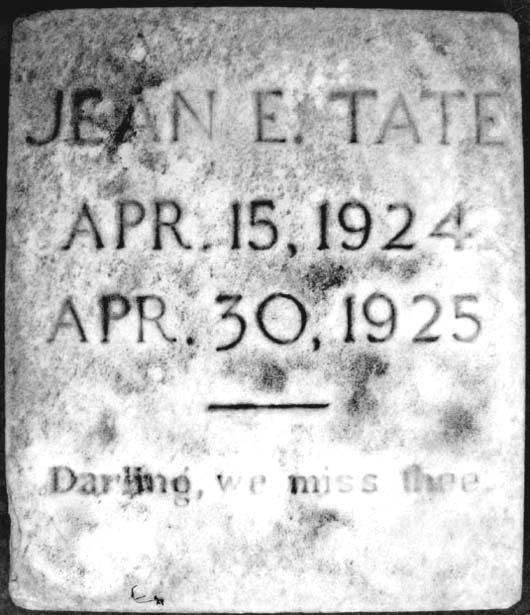 JEAN E. TATE
APR. 15, 1924
APR. 30, 1925
Darling, we miss thee.